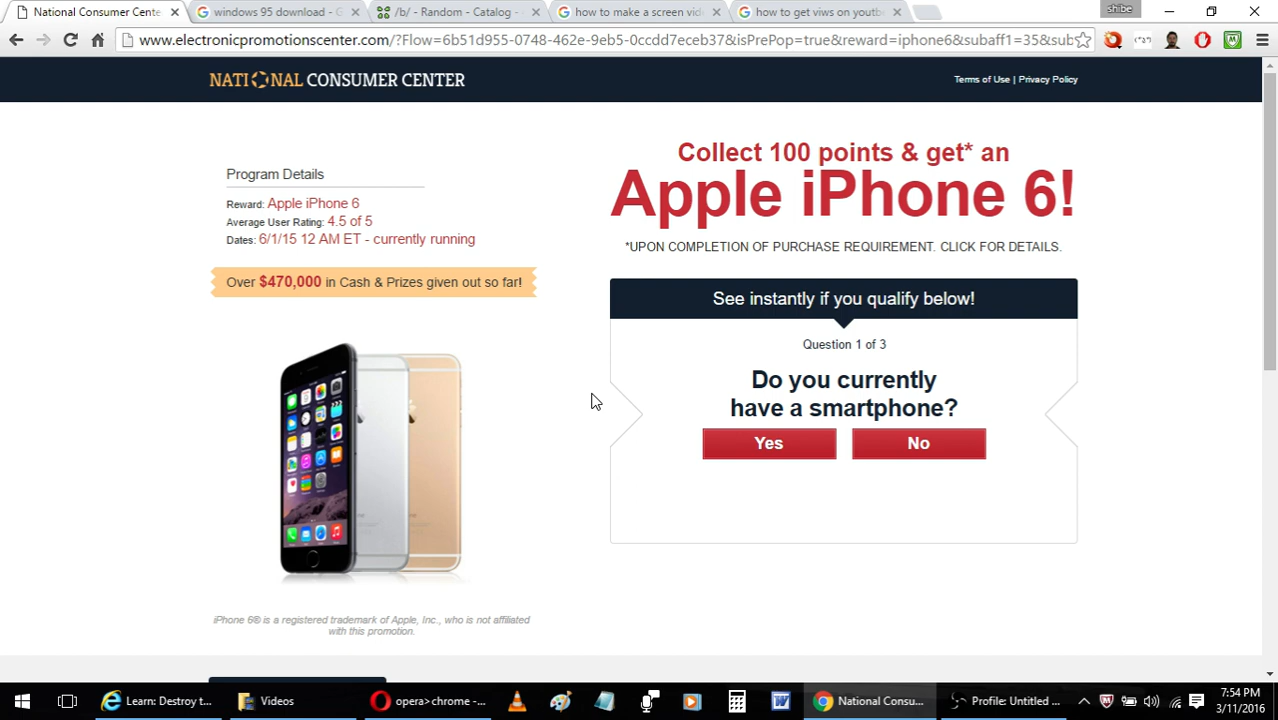 National Consumer Cente
windows 95 download - G
/b/ - Random - Catalog -
how to make a screen vid
how to get viws on youtb
shibe
www.electronicpromotionscenter.com/?Flow=6b51d955-0748-462e-9eb5-0ccdd7eceb37&isPrePop=true&reward=iphone6&subaff1=35&sub
NATIONAL CONSUMER CENTER
Terms of Use | Privacy Policy
Program Details
Reward: Apple iPhone 6
Average User Rating: 4.5 of 5
Dates: 6/1/15 12 AM ET - currently running
Over $470,000 in Cash & Prizes given out so far!
iPhone 6® is a registered trademark of Apple, Inc., who is not affiliated
with this promotion.
Collect 100 points & get* an
Apple iPhone 6!
*UPON COMPLETION OF PURCHASE REQUIREMENT. CLICK FOR DETAILS.
See instantly if you qualify below!
Question 1 of 3
Do you currently
have a smartphone?
Yes No
Learn: Destroy t...
Videos
opera>chrome -...
National Consu...
Profile: Untitled ...
7:54 PM
3/11/2016